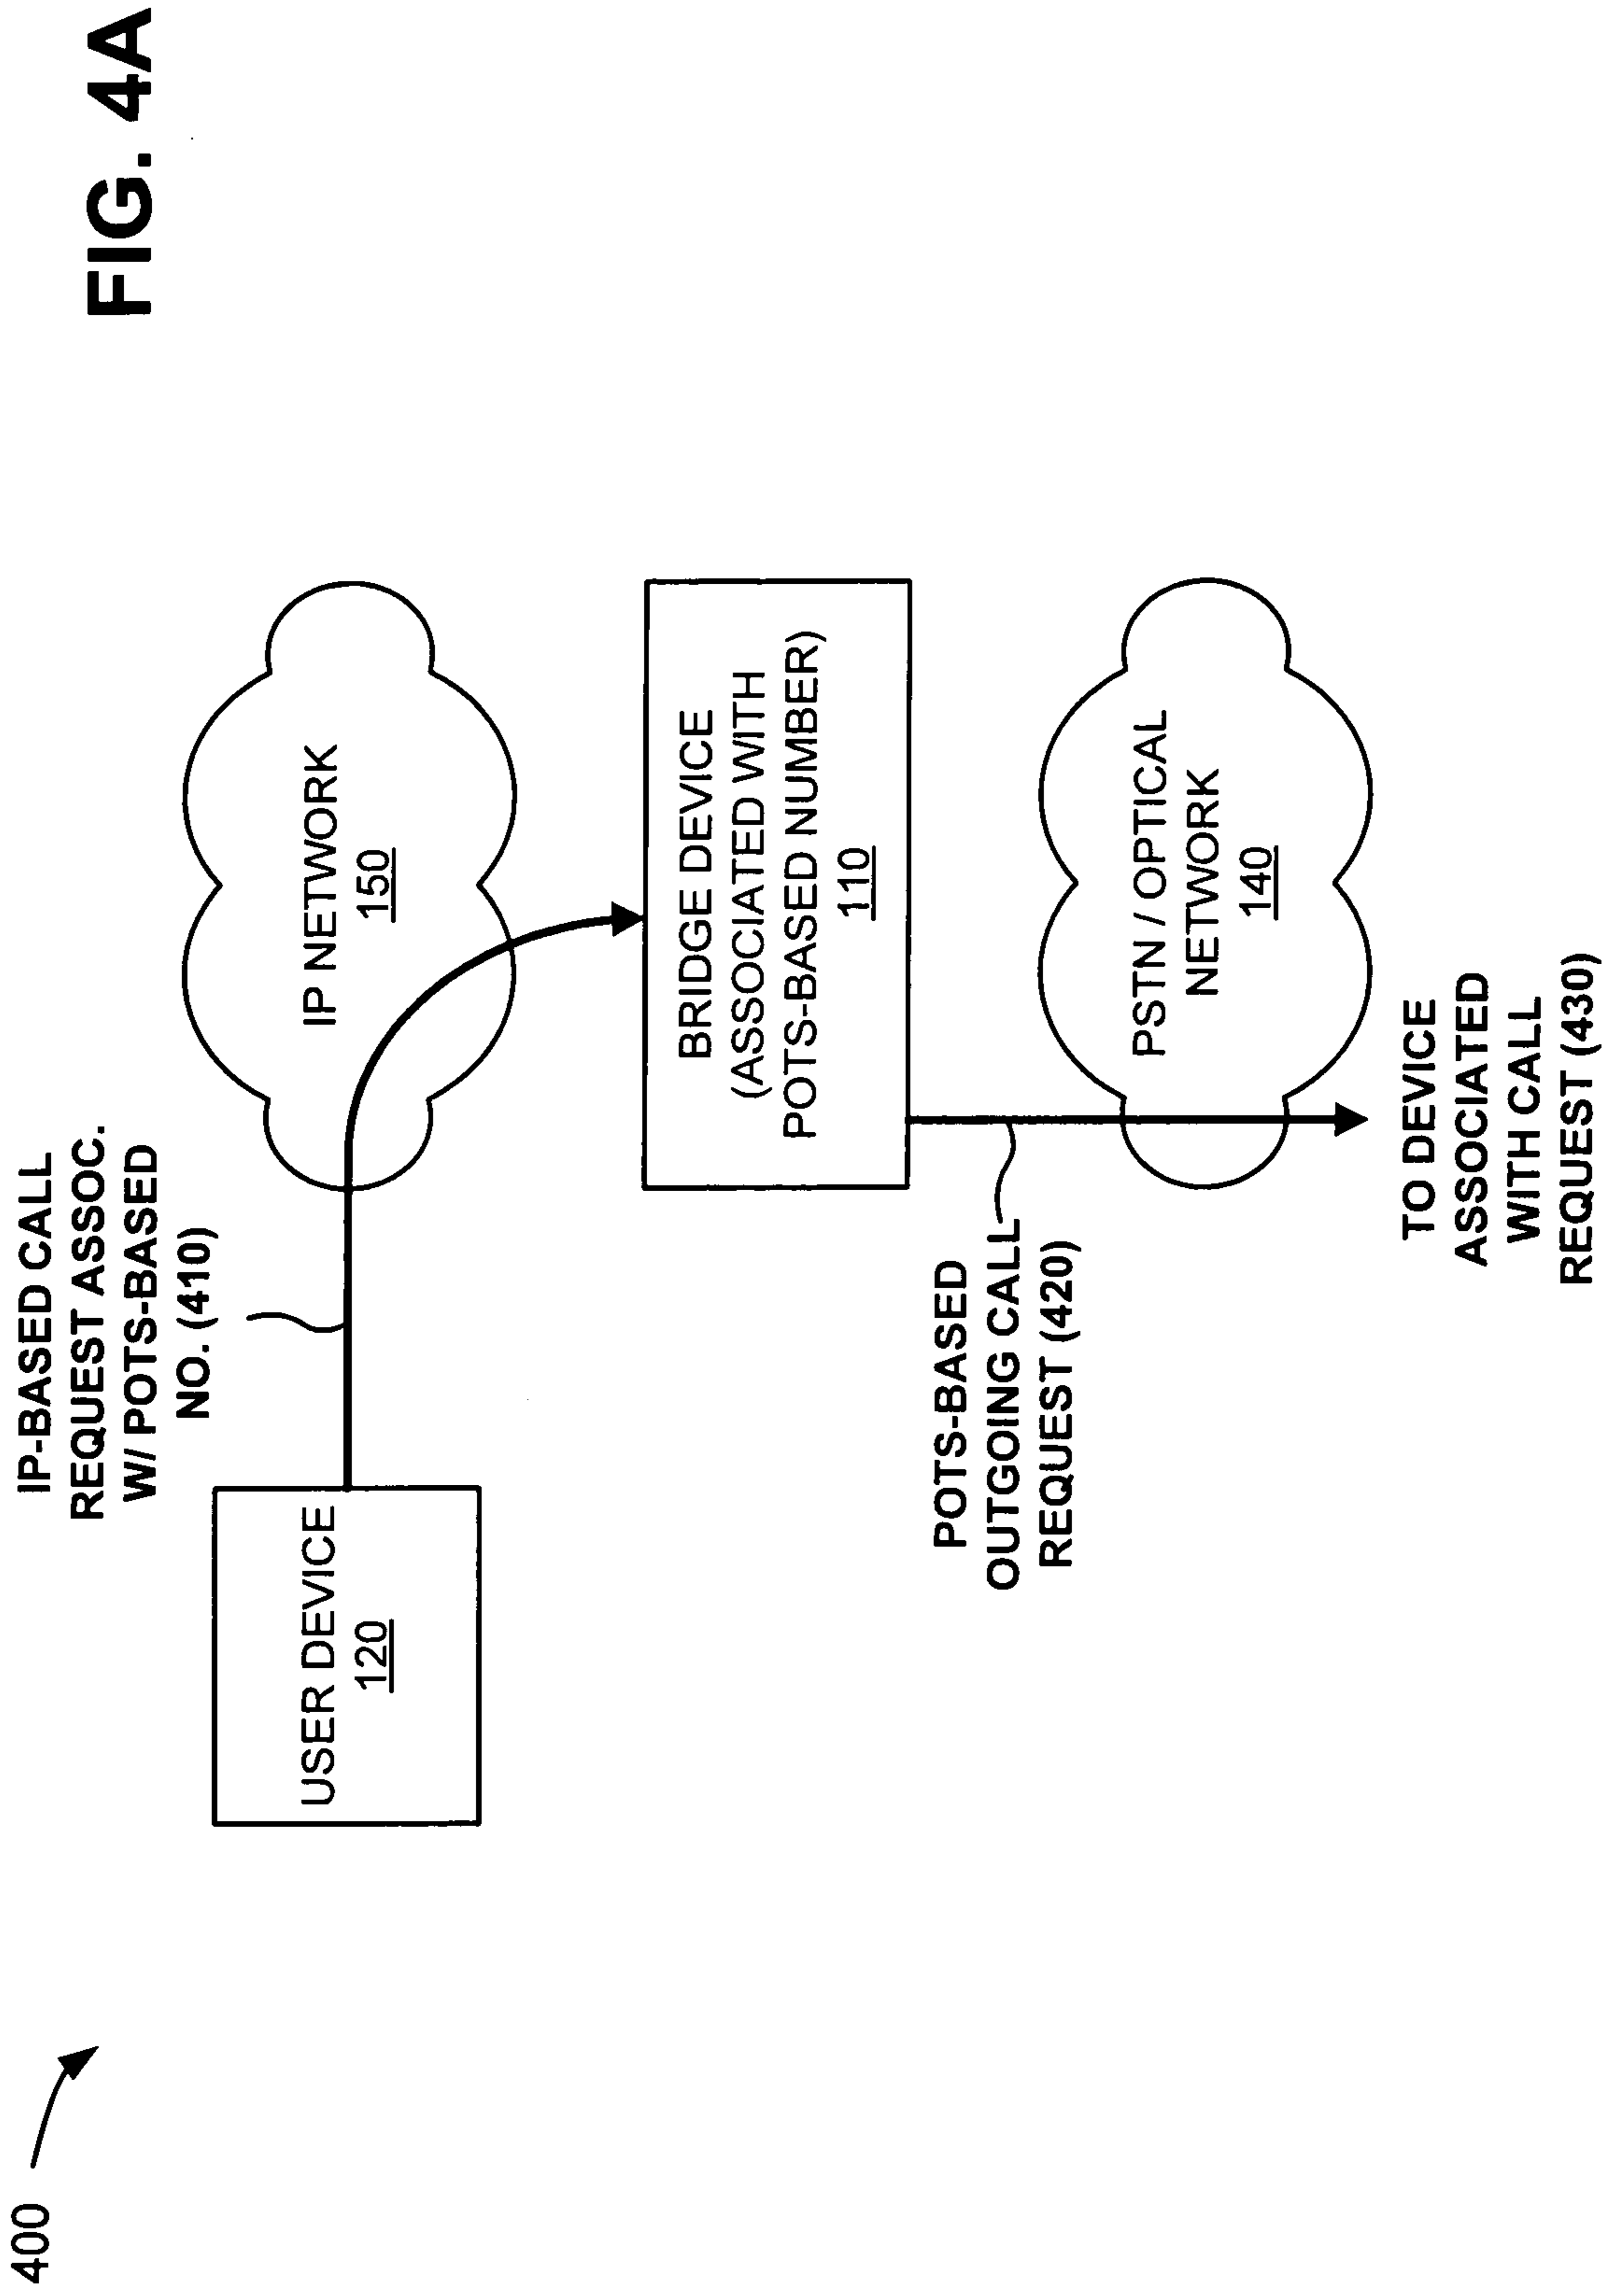 FIG. 4A
400
IP-BASED CALL
REQUEST ASSOC.
W/ POTS-BASED
NO. (410)
USER DEVICE
120
IP NETWORK
150
BRIDGE DEVICE
(ASSOCIATED WITH
POTS-BASED NUMBER)
110
POTS-BASED
OUTGOING CALL
REQUEST (420)
PSTN / OPTICAL
NETWORK
140
TO DEVICE
ASSOCIATED
WITH CALL
REQUEST (430)